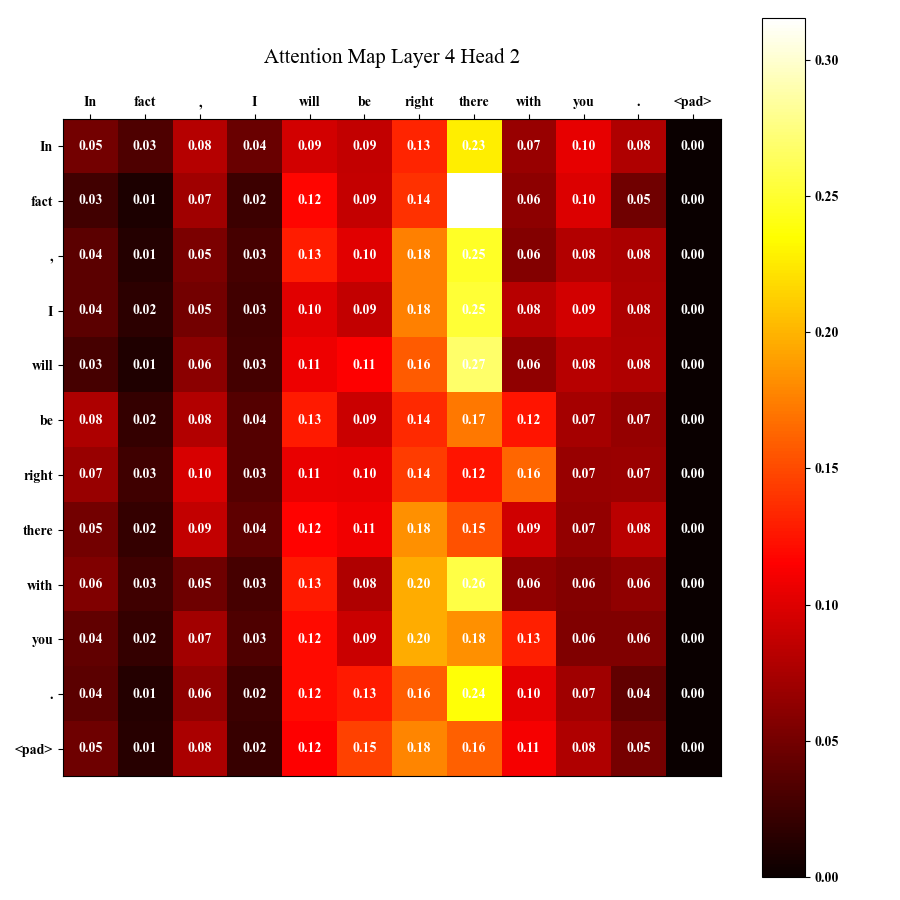 Attention Map Layer 4 Head 2
In fact , I will be right there with you . <pad>
In 0.05 0.03 0.08 0.04 0.09 0.09 0.13 0.23 0.07 0.10 0.08 0.00
fact 0.03 0.01 0.07 0.02 0.12 0.09 0.14 0.06 0.10 0.05 0.00
, 0.04 0.01 0.05 0.03 0.13 0.10 0.18 0.25 0.06 0.08 0.08 0.00
I 0.04 0.02 0.05 0.03 0.10 0.09 0.18 0.25 0.08 0.09 0.08 0.00
will 0.03 0.01 0.06 0.03 0.11 0.11 0.16 0.27 0.06 0.08 0.08 0.00
be 0.08 0.02 0.08 0.04 0.13 0.09 0.14 0.17 0.12 0.07 0.07 0.00
right 0.07 0.03 0.10 0.03 0.11 0.10 0.14 0.12 0.16 0.07 0.07 0.00
there 0.05 0.02 0.09 0.04 0.12 0.11 0.18 0.15 0.09 0.07 0.08 0.00
with 0.06 0.03 0.05 0.03 0.13 0.08 0.20 0.26 0.06 0.06 0.06 0.00
you 0.04 0.02 0.07 0.03 0.12 0.09 0.20 0.18 0.13 0.06 0.06 0.00
. 0.04 0.01 0.06 0.02 0.12 0.13 0.16 0.24 0.10 0.07 0.04 0.00
<pad> 0.05 0.01 0.08 0.02 0.12 0.15 0.18 0.16 0.11 0.08 0.05 0.00
0.30
0.25
0.20
0.15
0.10
0.05
0.00